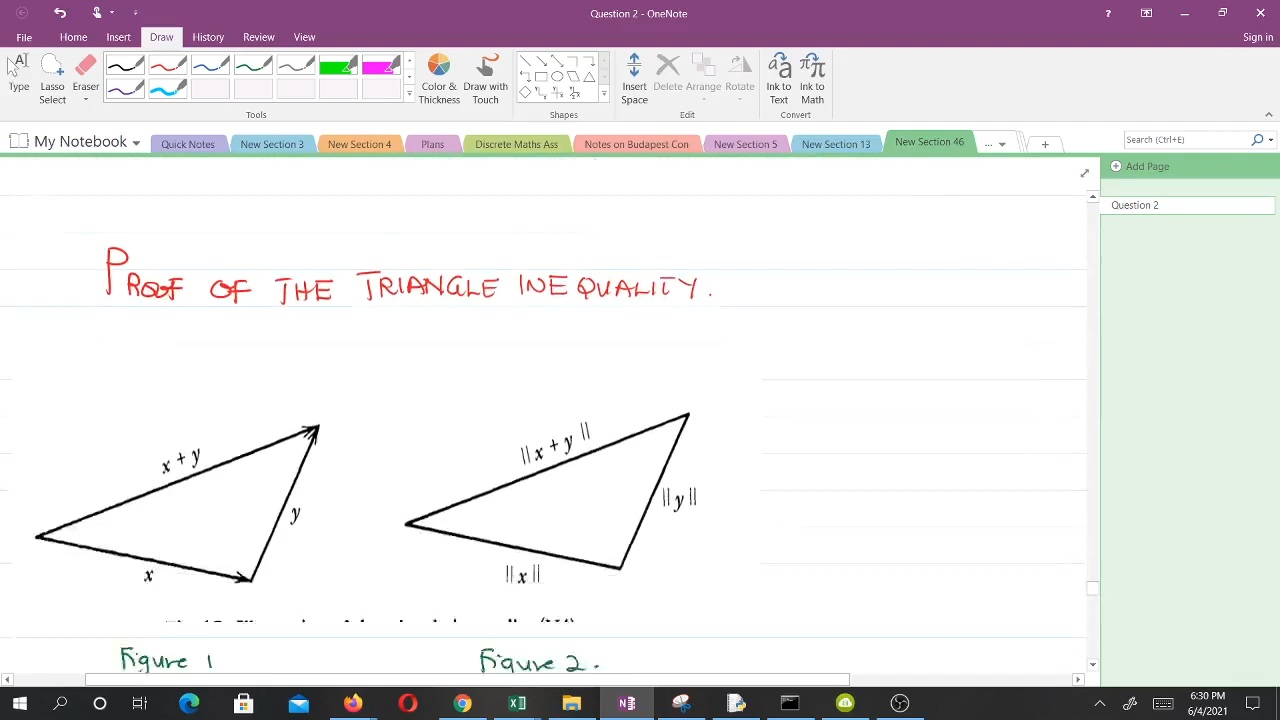 Question 2 - OneNote
?
File Home Insert Draw History Review View
Sign in
Type
Lasso Select
Eraser
Color & Thickness
Draw with Touch
Insert Space
Delete
Arrange
Rotate
Ink to Text
Ink to Math
Tools
Shapes
Edit
Convert
My Notebook
Quick Notes
New Section 3
New Section 4
Plans
Discrete Maths Ass
Notes on Budapest Con
New Section 5
New Section 13
New Section 46
...
Search (Ctrl+E)
Add Page
Question 2
PROOF OF THE TRIANGLE INEQUALITY.
x + y
y
x
|| x + y ||
|| y ||
|| x ||
Figure 1
Figure 2.
6:30 PM
6/4/2021